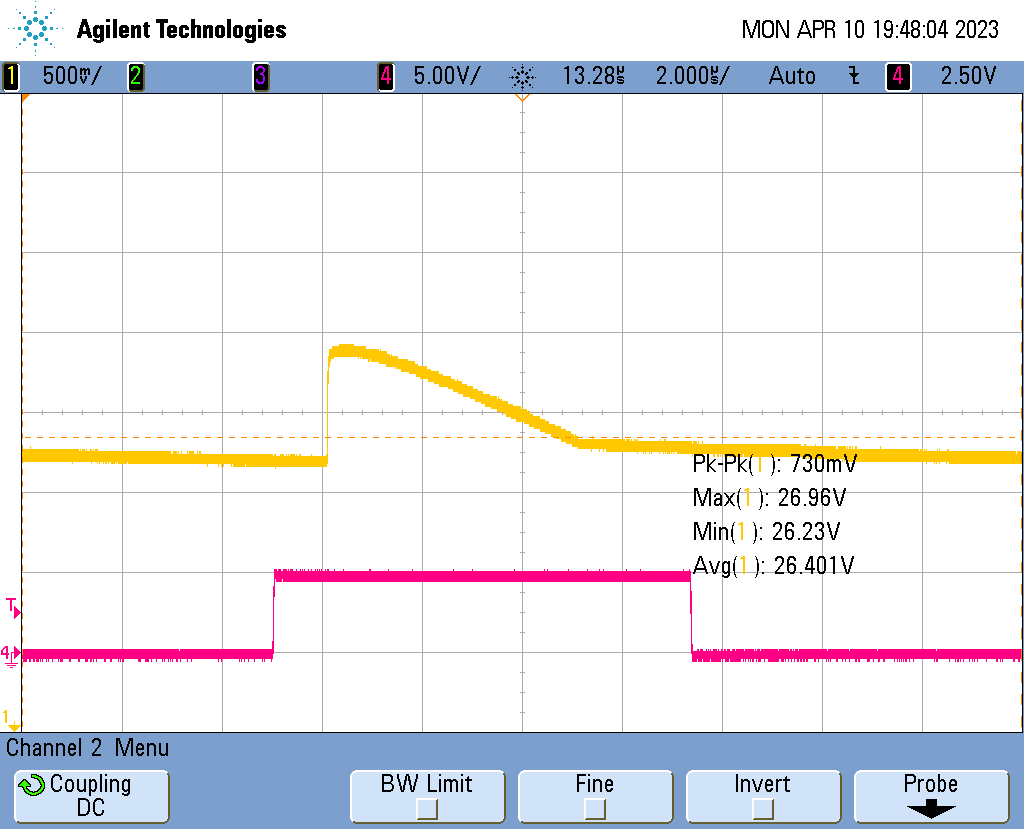 Agilent Technologies
MON APR 10 19:48:04 2023
1 500mV/ 2 3 4 5.00V/ 13.28µs 2.000µs/ Auto 4 2.50V
Pk-Pk(1): 730mV
Max(1): 26.96V
Min(1): 26.23V
Avg(1): 26.401V
T
4
1
Channel 2 Menu
Coupling
DC
BW Limit
Fine
Invert
Probe